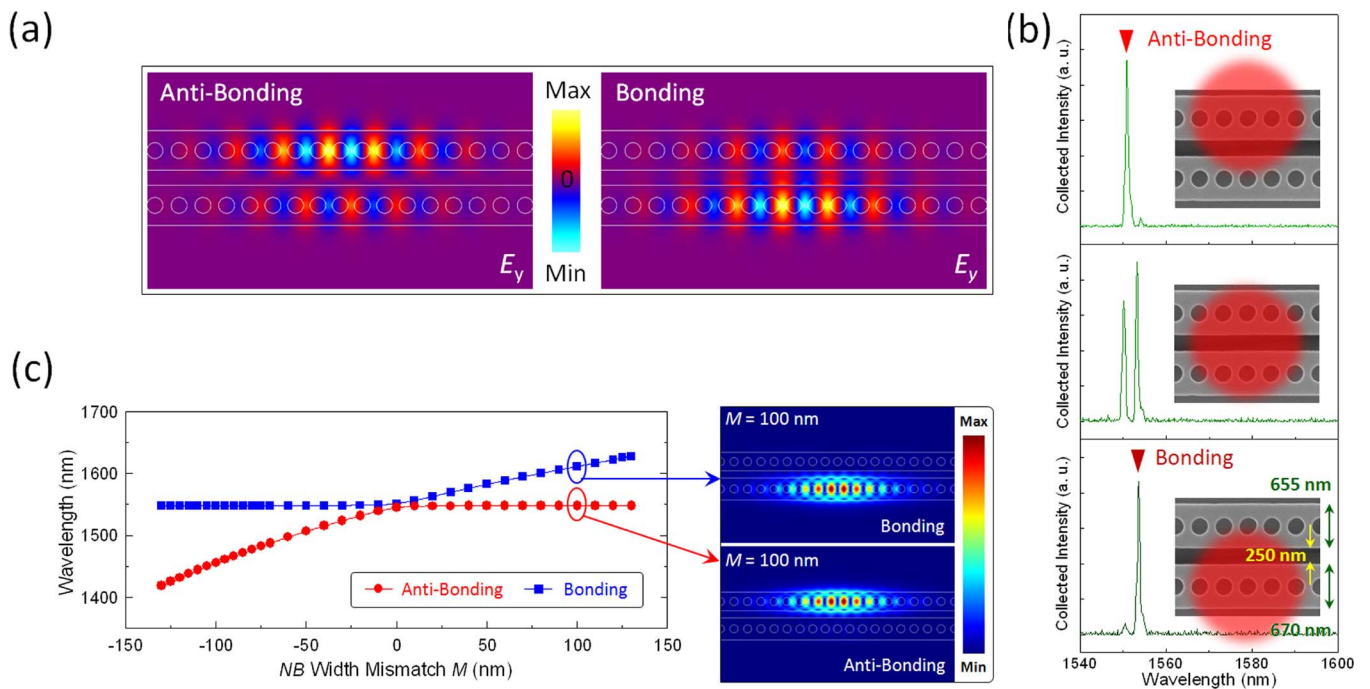 (a)
Anti-Bonding
Max
0
Min
Bonding
Ey
Ey
(b)
Anti-Bonding
Collected Intensity (a. u.)
Collected Intensity (a. u.)
Bonding
655 nm
250 nm
670 nm
Collected Intensity (a. u.)
1540 1560 1580 1600
Wavelength (nm)
(c)
1700
1600
1500
1400
Wavelength (nm)
Anti-Bonding Bonding
-150 -100 -50 0 50 100 150
NB Width Mismatch M (nm)
M = 100 nm
Bonding
M = 100 nm
Anti-Bonding
Max
Min